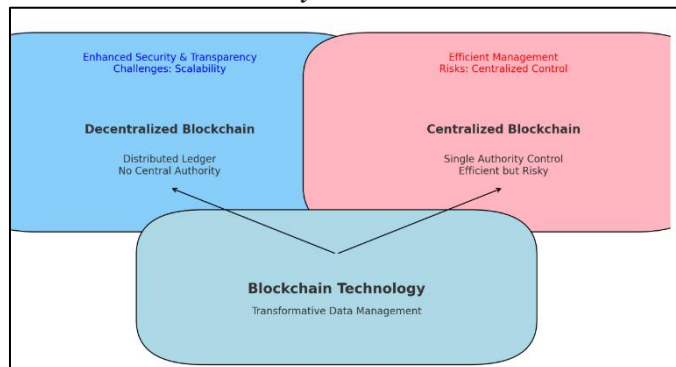 Enhanced Security & Transparency
Challenges: Scalability
Decentralized Blockchain
Distributed Ledger
No Central Authority
Efficient Management
Risks: Centralized Control
Centralized Blockchain
Single Authority Control
Efficient but Risky
Blockchain Technology
Transformative Data Management